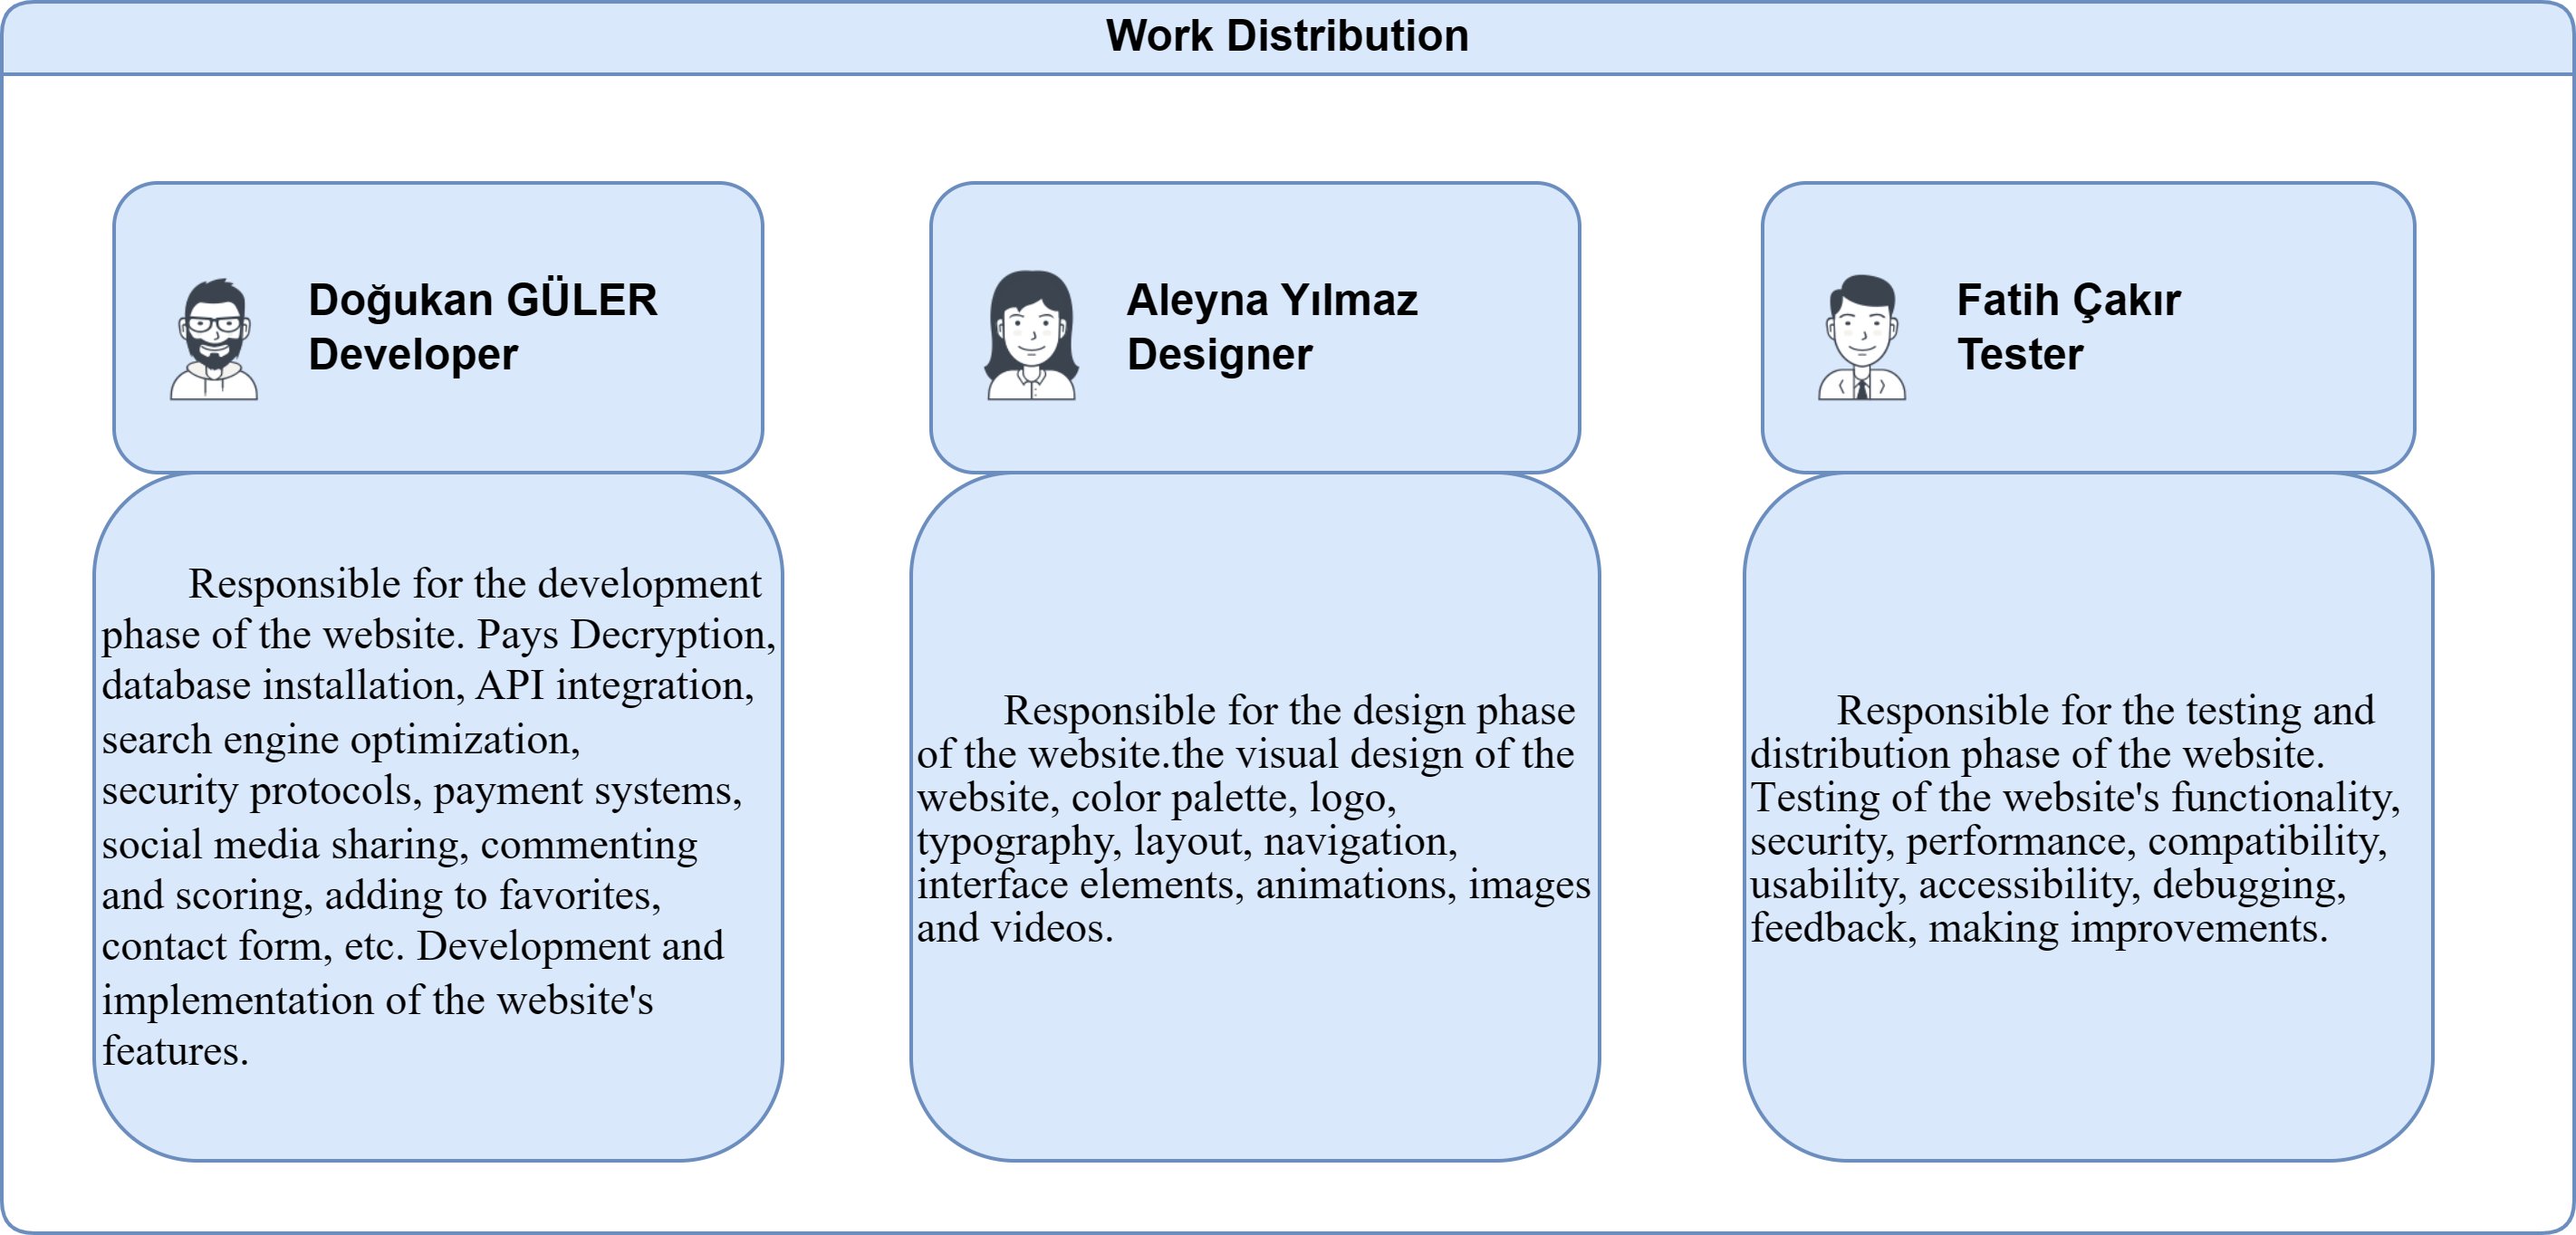 Work Distribution
Doğukan GÜLER
Developer
Responsible for the development
phase of the website. Pays Decryption,
database installation, API integration,
search engine optimization,
security protocols, payment systems,
social media sharing, commenting
and scoring, adding to favorites,
contact form, etc. Development and
implementation of the website's
features.
Aleyna Yılmaz
Designer
Responsible for the design phase
of the website.the visual design of the
website, color palette, logo,
typography, layout, navigation,
interface elements, animations, images
and videos.
Fatih Çakır
Tester
Responsible for the testing and
distribution phase of the website.
Testing of the website's functionality,
security, performance, compatibility,
usability, accessibility, debugging,
feedback, making improvements.